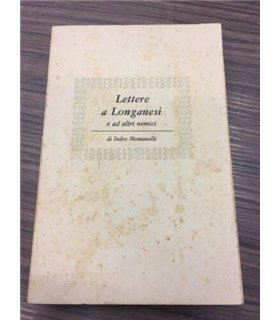 Lettere
a Longanesi
e ad altri nemici
di Indro Montanelli